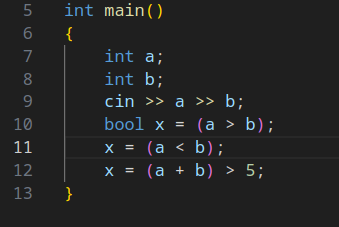 5 int main()
6 {
7     int a;
8     int b;
9     cin >> a >> b;
10     bool x = (a > b);
11     x = (a < b);
12     x = (a + b) > 5;
13 }